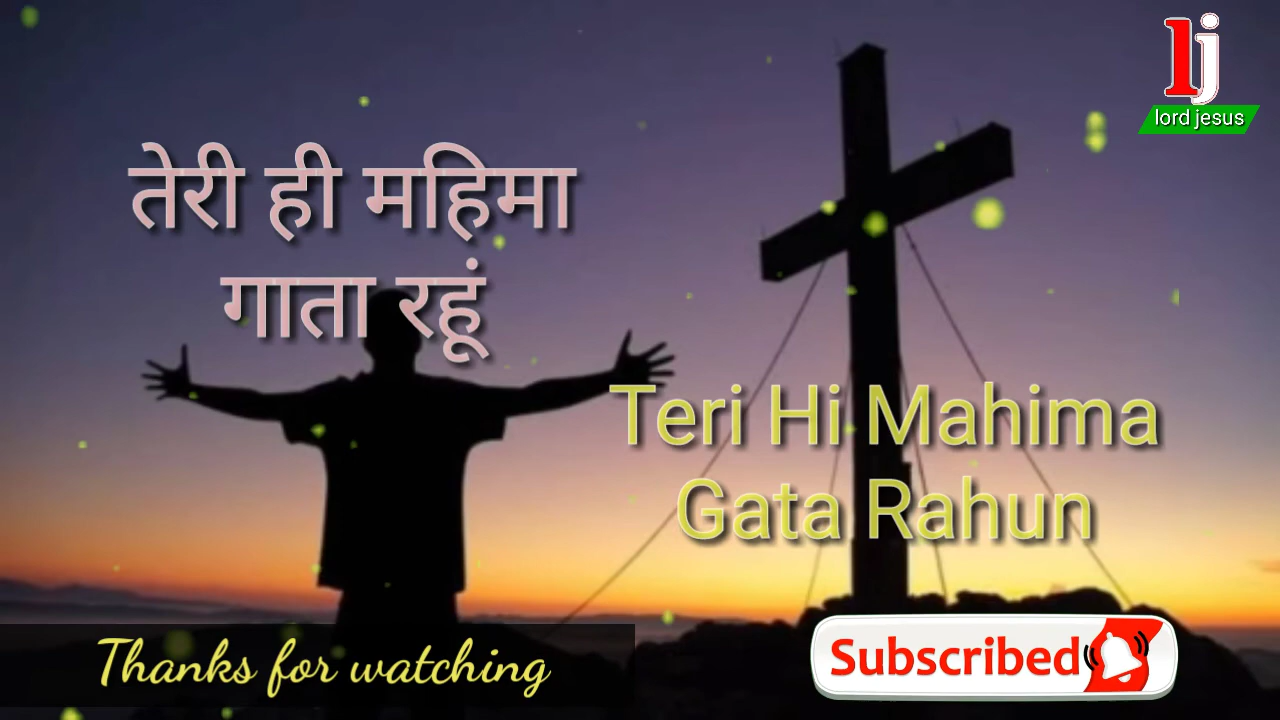 lj
lord jesus
तेरी ही महिमा
गाता रहूं
Teri Hi Mahima
Gata Rahun
Thanks for watching
Subscribed